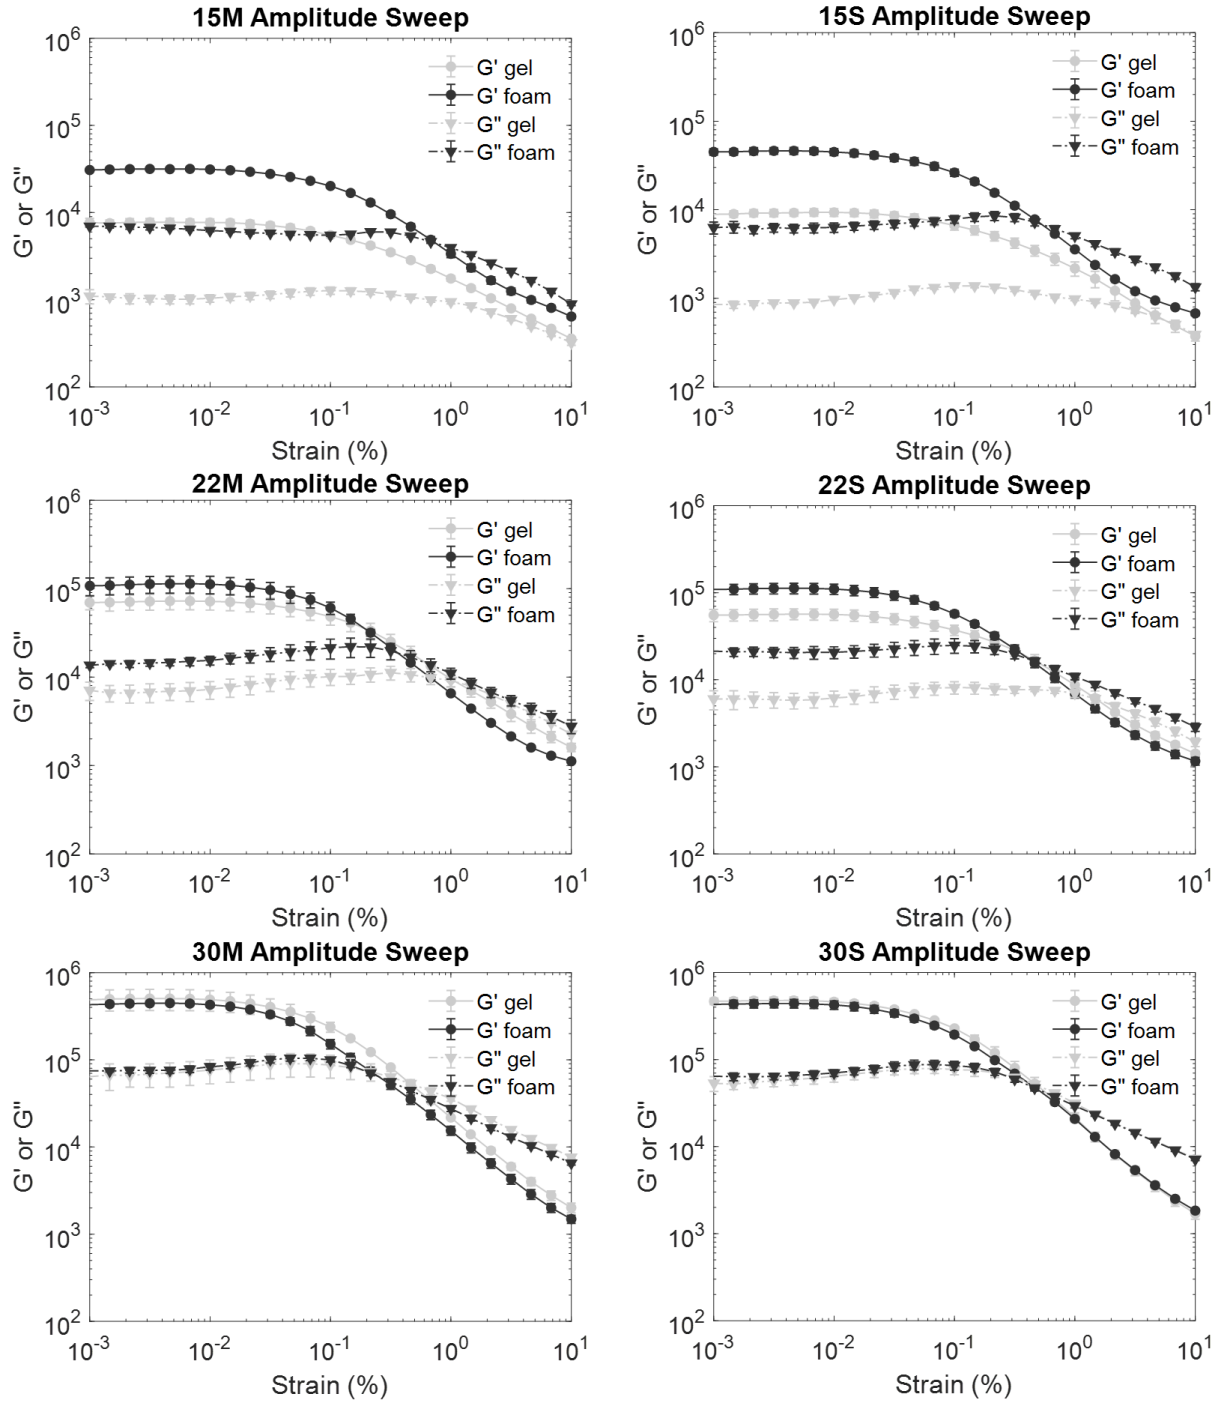 15M Amplitude Sweep
G' or G"
10^6
10^5
10^4
10^3
10^2
G' gel
G' foam
G" gel
G" foam
10^-3
10^-2
10^-1
10^0
10^1
Strain (%)
15S Amplitude Sweep
G' or G"
10^6
10^5
10^4
10^3
10^2
G' gel
G' foam
G" gel
G" foam
10^-3
10^-2
10^-1
10^0
10^1
Strain (%)
22M Amplitude Sweep
G' or G"
10^6
10^5
10^4
10^3
10^2
G' gel
G' foam
G" gel
G" foam
10^-3
10^-2
10^-1
10^0
10^1
Strain (%)
22S Amplitude Sweep
G' or G"
10^6
10^5
10^4
10^3
10^2
G' gel
G' foam
G" gel
G" foam
10^-3
10^-2
10^-1
10^0
10^1
Strain (%)
30M Amplitude Sweep
G' or G"
10^6
10^5
10^4
10^3
10^2
G' gel
G' foam
G" gel
G" foam
10^-3
10^-2
10^-1
10^0
10^1
Strain (%)
30S Amplitude Sweep
G' or G"
10^6
10^5
10^4
10^3
10^2
G' gel
G' foam
G" gel
G" foam
10^-3
10^-2
10^-1
10^0
10^1
Strain (%)